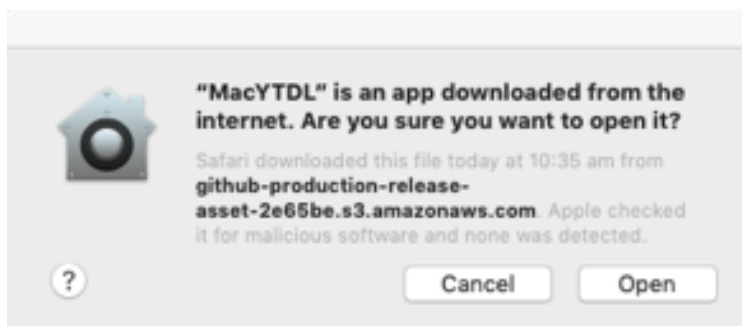 “MacYTDL” is an app downloaded from the
internet. Are you sure you want to open it?
Safari downloaded this file today at 10:35 am from
github-production-release-
asset-2e65be.s3.amazonaws.com. Apple checked
it for malicious software and none was detected.
?
Cancel
Open